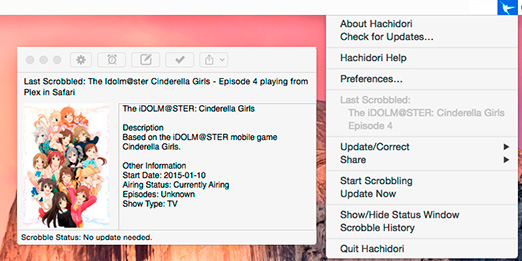 About Hachidori
Check for Updates...
Hachidori Help
Preferences...
Last Scrobbled:
The iDOLM@STER: Cinderella Girls
Episode 4
Update/Correct
Share
Start Scrobbling
Update Now
Show/Hide Status Window
Scrobble History
Quit Hachidori
Last Scrobbled: The Idolm@ster Cinderella Girls - Episode 4 playing from
Plex in Safari
The iDOLM@STER: Cinderella Girls
Description
Based on the iDOLM@STER mobile game
Cinderella Girls.
Other Information
Start Date: 2015-01-10
Airing Status: Currently Airing
Episodes: Unknown
Show Type: TV
Scrobble Status: No update needed.